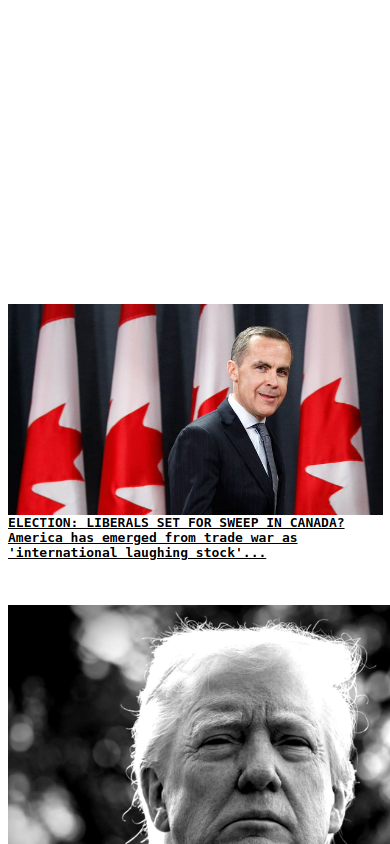 ELECTION: LIBERALS SET FOR SWEEP IN CANADA?
America has emerged from trade war as
'international laughing stock'...